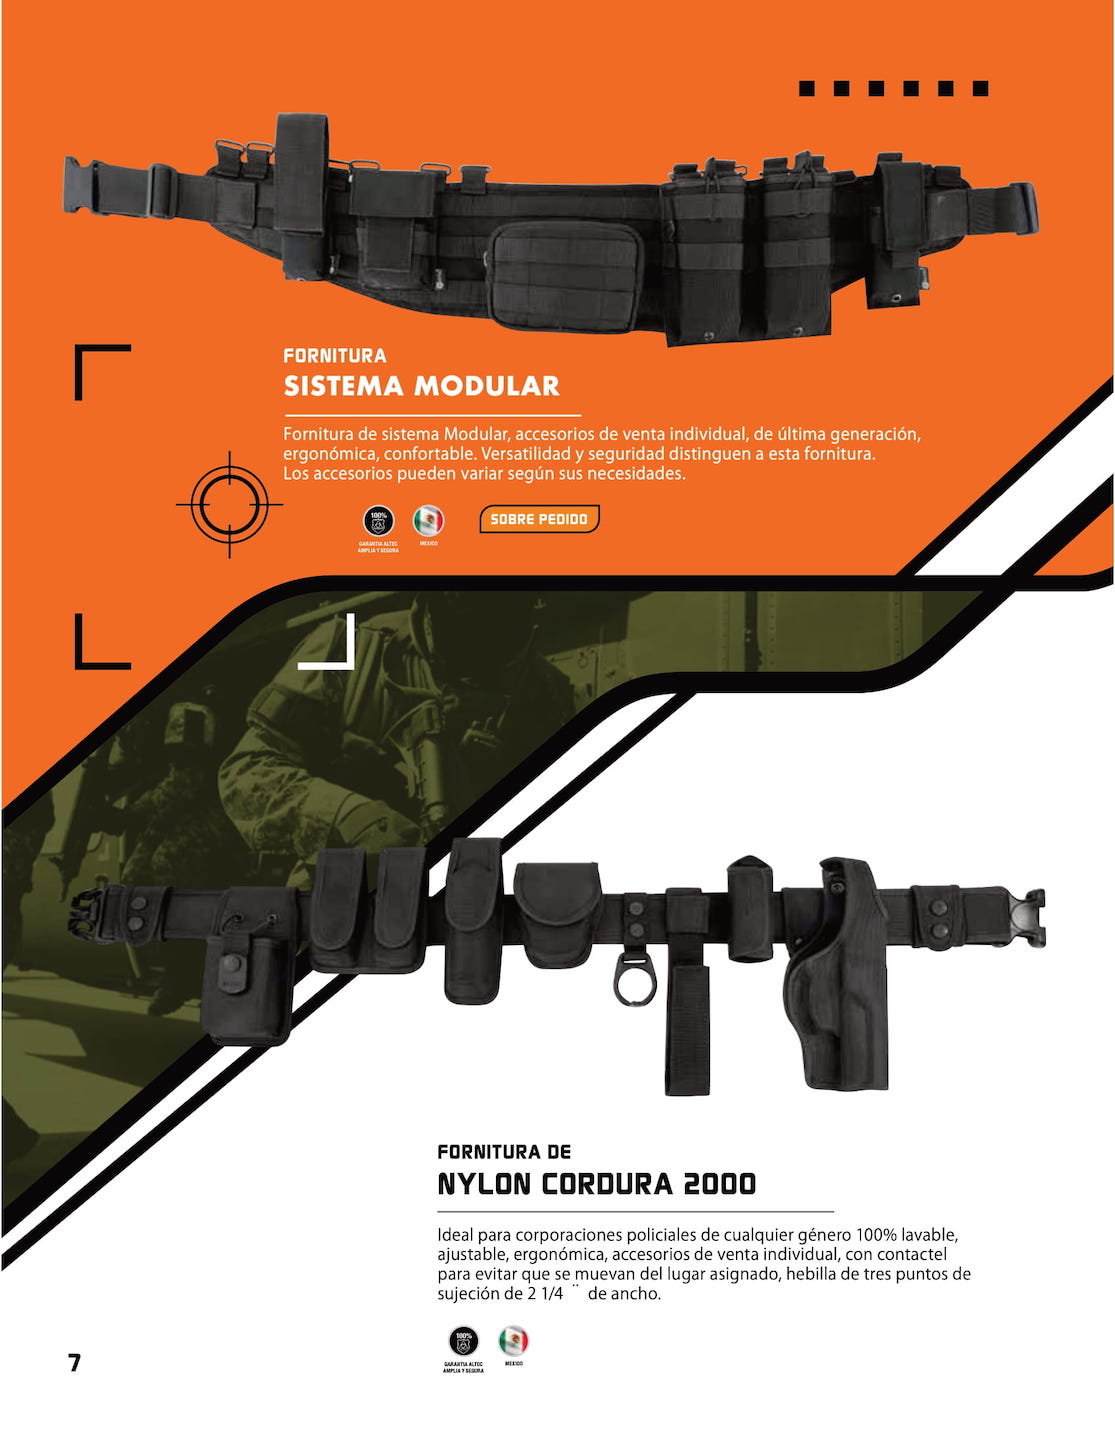 FORNITURA
SISTEMA MODULAR
Fornitura de sistema Modular, accesorios de venta individual, de última generación,
ergonómica, confortable. Versatilidad y seguridad distinguen a esta fornitura.
Los accesorios pueden variar según sus necesidades.
100%
GARANTIA ALTEC
AMPLIA Y SEGURA
MEXICO
SOBRE PEDIDO
FORNITURA DE
NYLON CORDURA 2000
Ideal para corporaciones policiales de cualquier género 100% lavable,
ajustable, ergonómica, accesorios de venta individual, con contactel
para evitar que se muevan del lugar asignado, hebilla de tres puntos de
sujeción de 2 1/4 ¨ de ancho.
100%
GARANTIA ALTEC
AMPLIA Y SEGURA
MEXICO
7